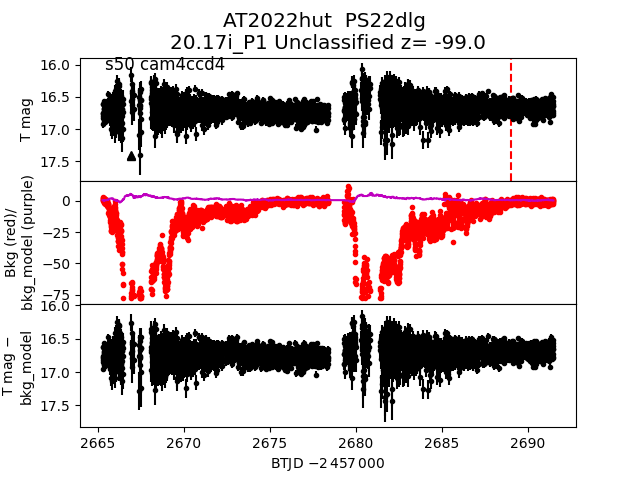 AT2022hut  PS22dlg
20.17i_P1 Unclassified z= -99.0
s50 cam4ccd4
T mag
16.0
16.5
17.0
17.5
Bkg (red)/
bkg_model (purple)
0
−25
−50
−75
T mag −
bkg_model
16.0
16.5
17.0
17.5
2665
2670
2675
2680
2685
2690
BTJD −2 457 000